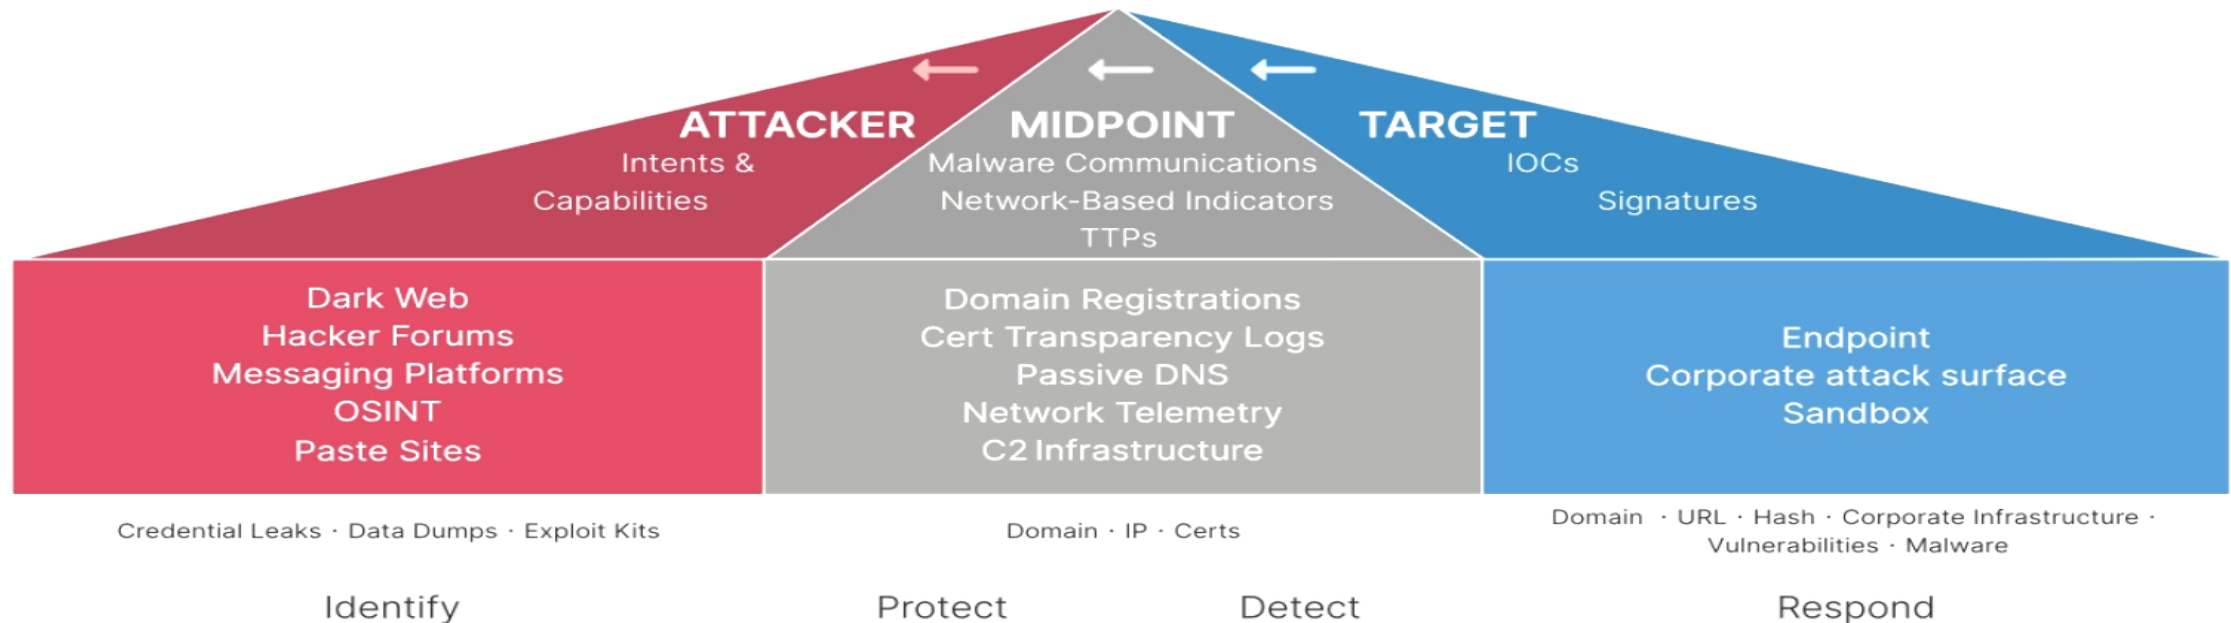 ATTACKER
Intents &
Capabilities
MIDPOINT
Malware Communications
Network-Based Indicators
TTPs
TARGET
IOCs
Signatures
Dark Web
Hacker Forums
Messaging Platforms
OSINT
Paste Sites
Domain Registrations
Cert Transparency Logs
Passive DNS
Network Telemetry
C2 Infrastructure
Endpoint
Corporate attack surface
Sandbox
Credential Leaks · Data Dumps · Exploit Kits
Domain · IP · Certs
Domain · URL · Hash · Corporate Infrastructure ·
Vulnerabilities · Malware
Identify
Protect
Detect
Respond